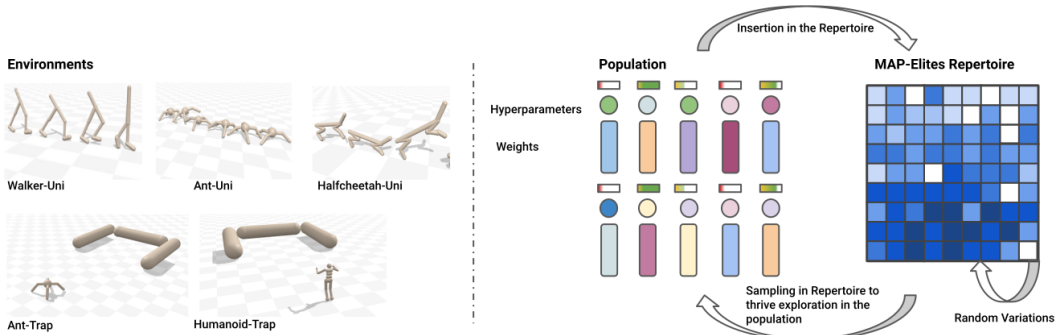 Environments
Walker-Uni
Ant-Uni
Halfcheetah-Uni
Ant-Trap
Humanoid-Trap
Insertion in the Repertoire
Population
MAP-Elites Repertoire
Hyperparameters
Weights
Sampling in Repertoire to
thrive exploration in the
population
Random Variations